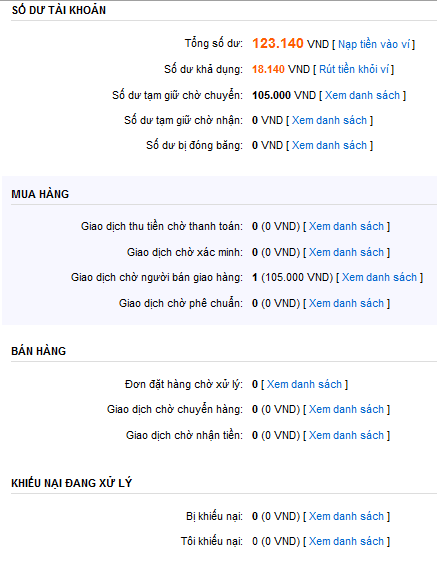 SỐ DƯ TÀI KHOẢN
Tổng số dư: 123.140 VND [ Nạp tiền vào ví ]
Số dư khả dụng: 18.140 VND [ Rút tiền khỏi ví ]
Số dư tạm giữ chờ chuyển: 105.000 VND [ Xem danh sách ]
Số dư tạm giữ chờ nhận: 0 VND [ Xem danh sách ]
Số dư bị đóng băng: 0 VND [ Xem danh sách ]
MUA HÀNG
Giao dịch thu tiền chờ thanh toán: 0 (0 VND) [ Xem danh sách ]
Giao dịch chờ xác minh: 0 (0 VND) [ Xem danh sách ]
Giao dịch chờ người bán giao hàng: 1 (105.000 VND) [ Xem danh sách ]
Giao dịch chờ phê chuẩn: 0 (0 VND) [ Xem danh sách ]
BÁN HÀNG
Đơn đặt hàng chờ xử lý: 0 [ Xem danh sách ]
Giao dịch chờ chuyển hàng: 0 (0 VND) [ Xem danh sách ]
Giao dịch chờ nhận tiền: 0 (0 VND) [ Xem danh sách ]
KHIẾU NẠI ĐANG XỬ LÝ
Bị khiếu nại: 0 (0 VND) [ Xem danh sách ]
Tôi khiếu nại: 0 (0 VND) [ Xem danh sách ]